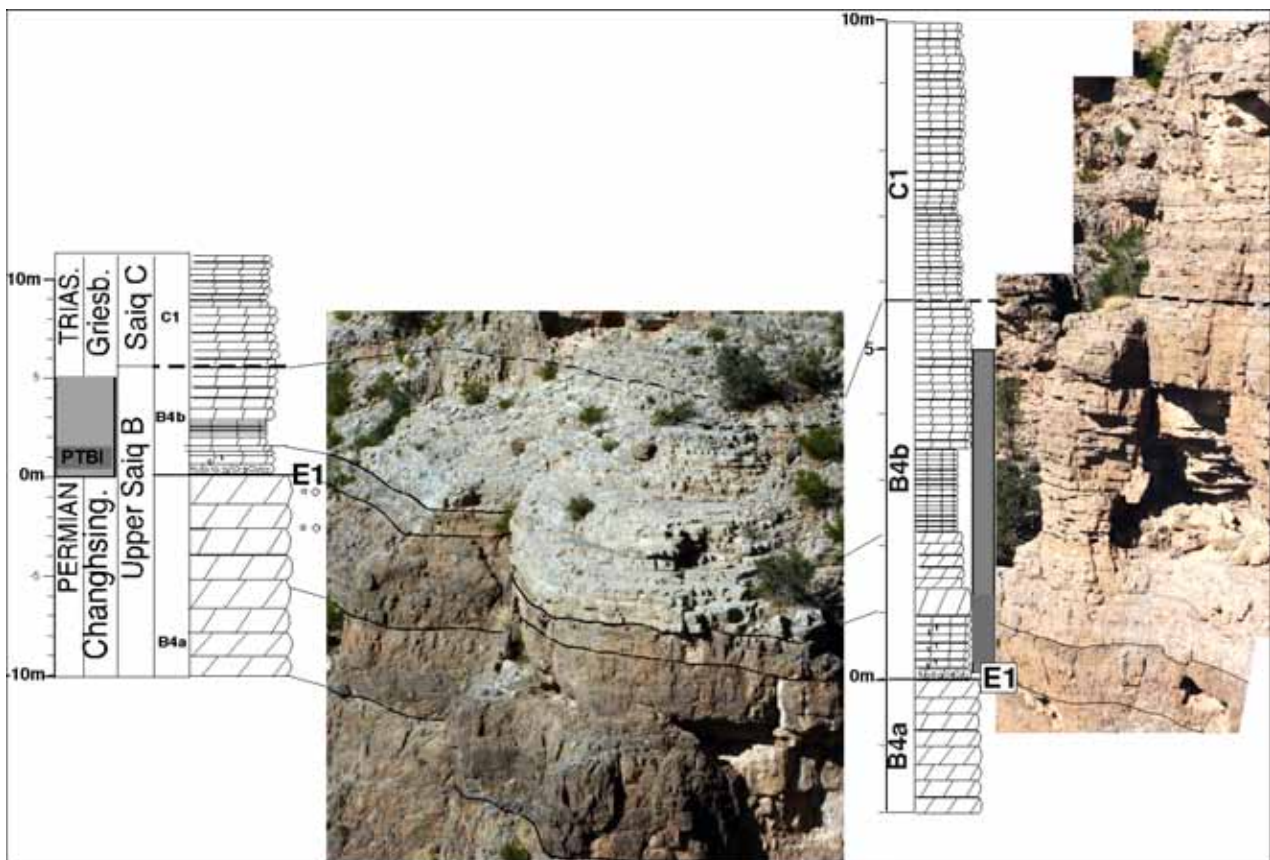 10m
TRIAS.
Griesb.
Saiq C
C1
5
B4b
PTBI
0m
E1
PERMIAN
Changhsing.
Upper Saiq B
-5
B4a
-10m
10m
C1
5
B4b
0m
E1
B4a